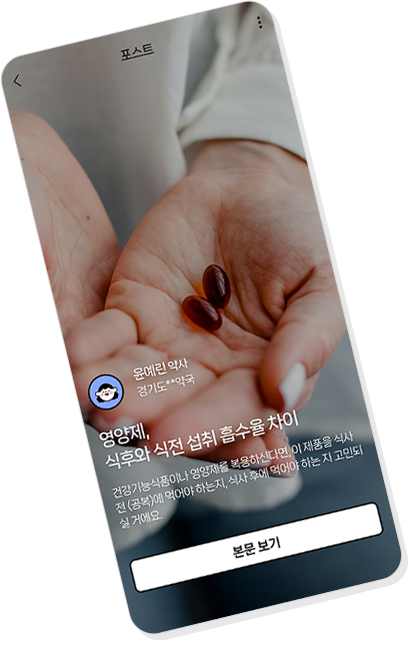 포스트
윤예린 약사
경기도**약국
영양제,
식후와 식전 섭취 흡수율 차이
건강기능식품이나 영양제를 복용하신다면, 이 제품을 식사
전 (공복)에 먹어야 하는지, 식사 후에 먹어야 하는 지 고민되
실 거예요.
본문 보기